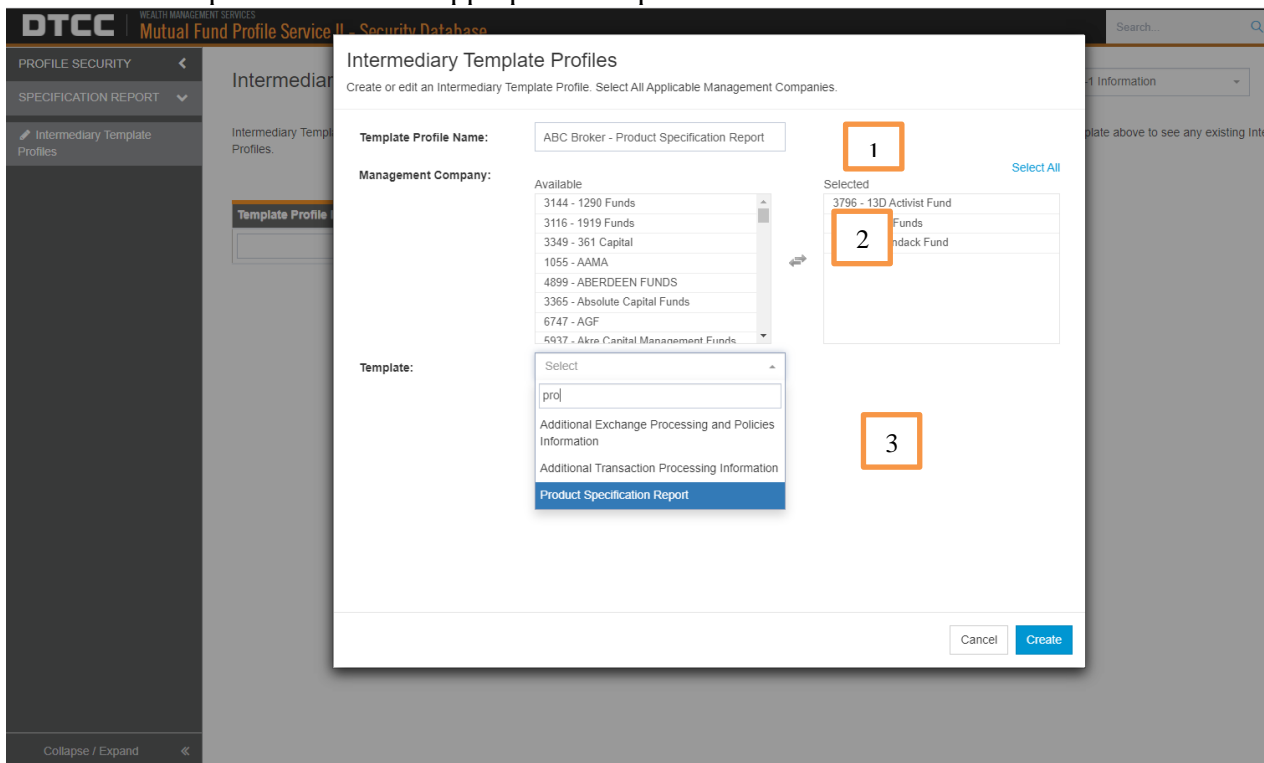 DTCC
WEALTH MANAGEMENT SERVICES
Mutual Fund Profile Service II - Security Database
Search...
PROFILE SECURITY
SPECIFICATION REPORT
Intermediary Template
Profiles
Intermediar
-1 Information
Intermediary Templ
Profiles.
plate above to see any existing Inte
Template Profile
Intermediary Template Profiles
Create or edit an Intermediary Template Profile. Select All Applicable Management Companies.
Template Profile Name:
ABC Broker - Product Specification Report
1
Management Company:
Select All
Available
Selected
3144 - 1290 Funds
3116 - 1919 Funds
3349 - 361 Capital
1055 - AAMA
4899 - ABERDEEN FUNDS
3365 - Absolute Capital Funds
6747 - AGF
5937 - Akre Capital Management Funds
3796 - 13D Activist Fund
Funds
ndack Fund
2
Template:
Select
pro
Additional Exchange Processing and Policies
Information
Additional Transaction Processing Information
Product Specification Report
3
Cancel
Create
Collapse / Expand